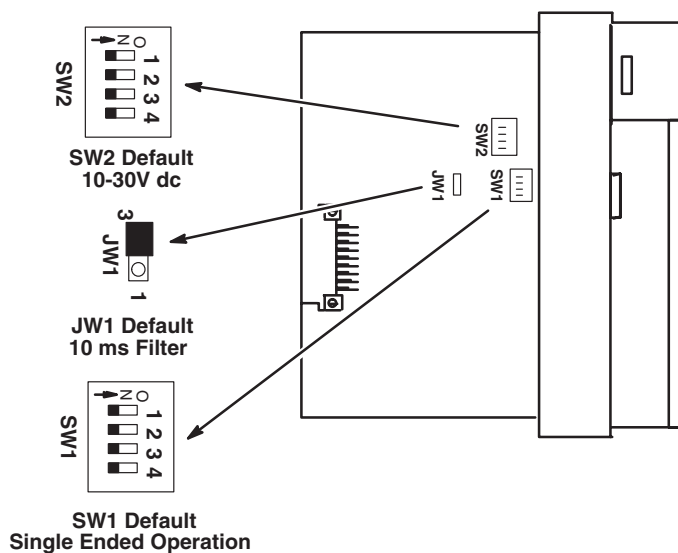 → N O
1
2
3
4
SW2
SW2 Default
10-30V dc
3
JW1
1
JW1 Default
10 ms Filter
→ N O
1
2
3
4
SW1
SW1 Default
Single Ended Operation
SW2
JW1
SW1